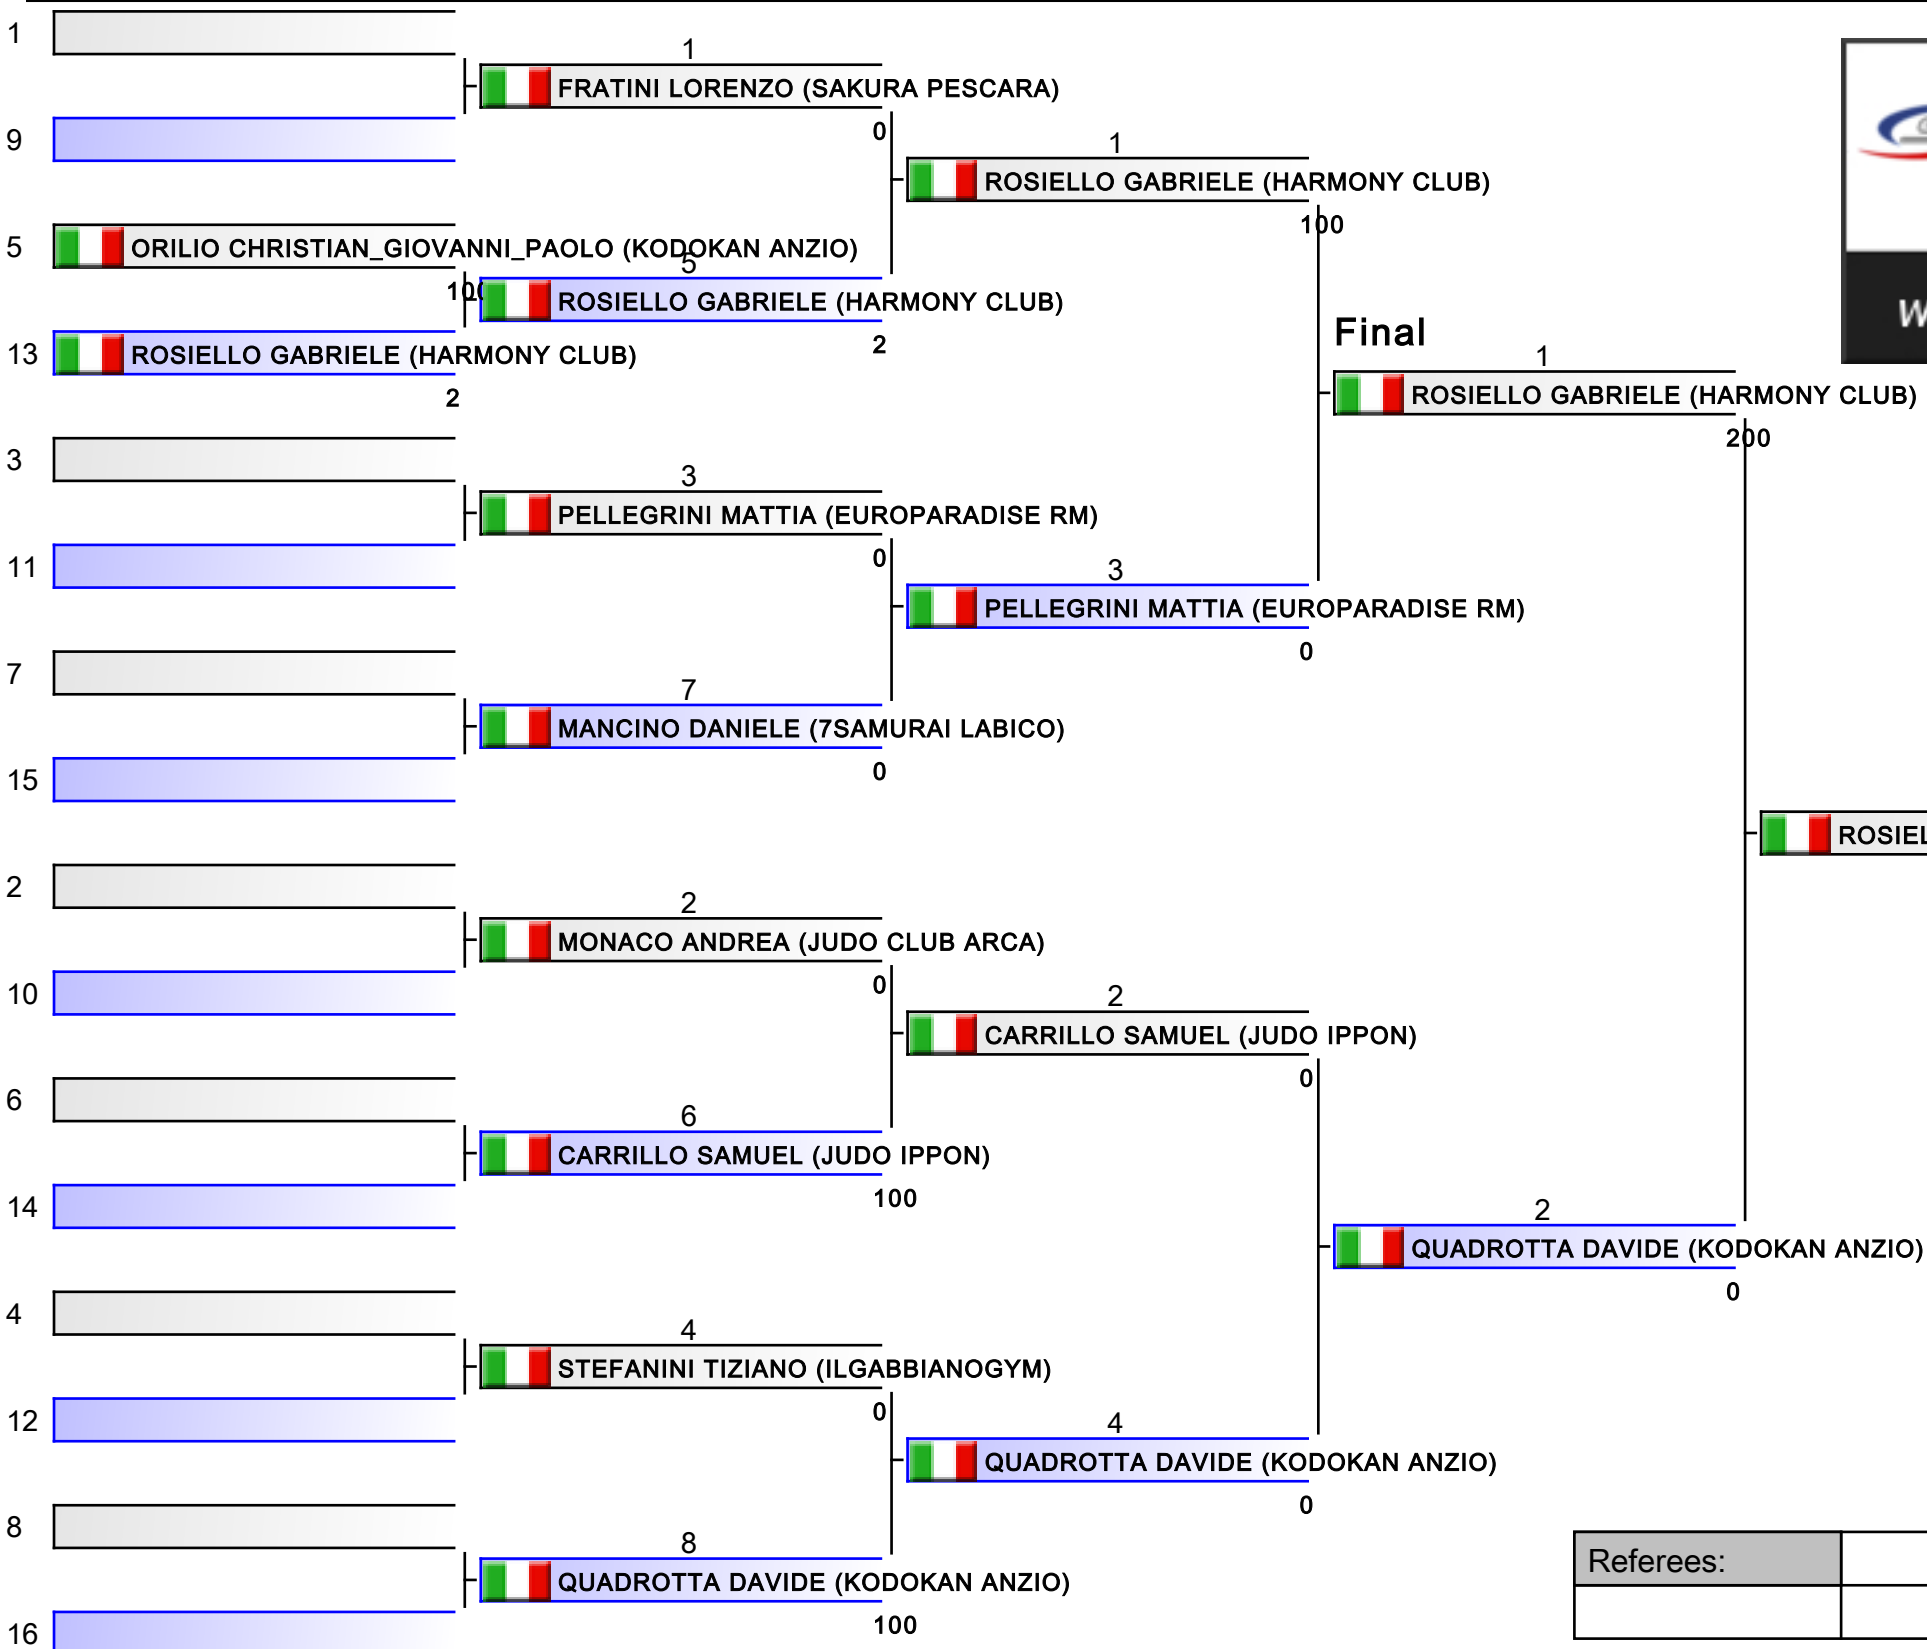 1
1
FRATINI LORENZO (SAKURA PESCARA)
0
9
1
ROSIELLO GABRIELE (HARMONY CLUB)
100
5
ORILIO CHRISTIAN_GIOVANNI_PAOLO (KODOKAN ANZIO)
5
ROSIELLO GABRIELE (HARMONY CLUB)
2
13
ROSIELLO GABRIELE (HARMONY CLUB)
2
Final
1
ROSIELLO GABRIELE (HARMONY CLUB)
200
3
3
PELLEGRINI MATTIA (EUROPARADISE RM)
0
11
3
PELLEGRINI MATTIA (EUROPARADISE RM)
0
7
7
MANCINO DANIELE (7SAMURAI LABICO)
0
15
ROSIEL
2
2
MONACO ANDREA (JUDO CLUB ARCA)
0
10
2
CARRILLO SAMUEL (JUDO IPPON)
0
6
6
CARRILLO SAMUEL (JUDO IPPON)
100
14
2
QUADROTTA DAVIDE (KODOKAN ANZIO)
0
4
4
STEFANINI TIZIANO (ILGABBIANOGYM)
0
12
4
QUADROTTA DAVIDE (KODOKAN ANZIO)
0
8
8
QUADROTTA DAVIDE (KODOKAN ANZIO)
100
16
Referees: